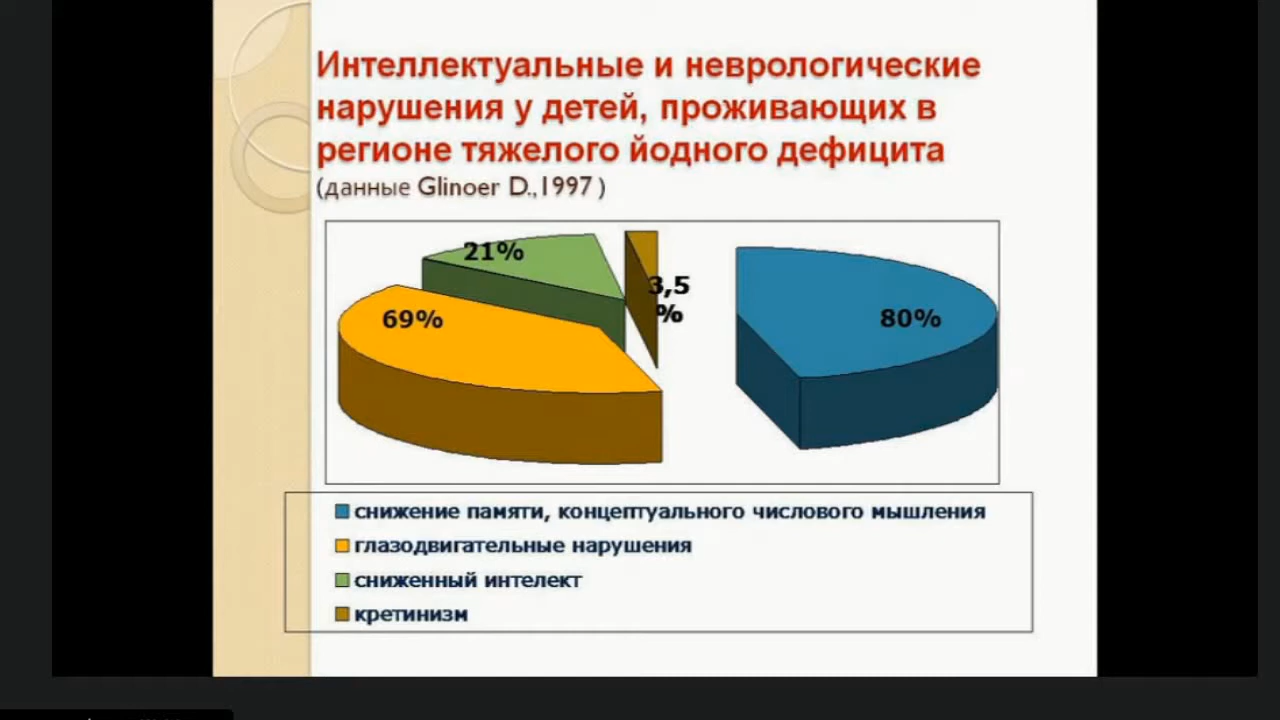 Интеллектуальные и неврологические
нарушения у детей, проживающих в
регионе тяжелого йодного дефицита
(данные Glinoer D.,1997 )
21%
3,5
%
69%
80%
снижение памяти, концептуального числового мышления
глазодвигательные нарушения
сниженный интелект
кретинизм